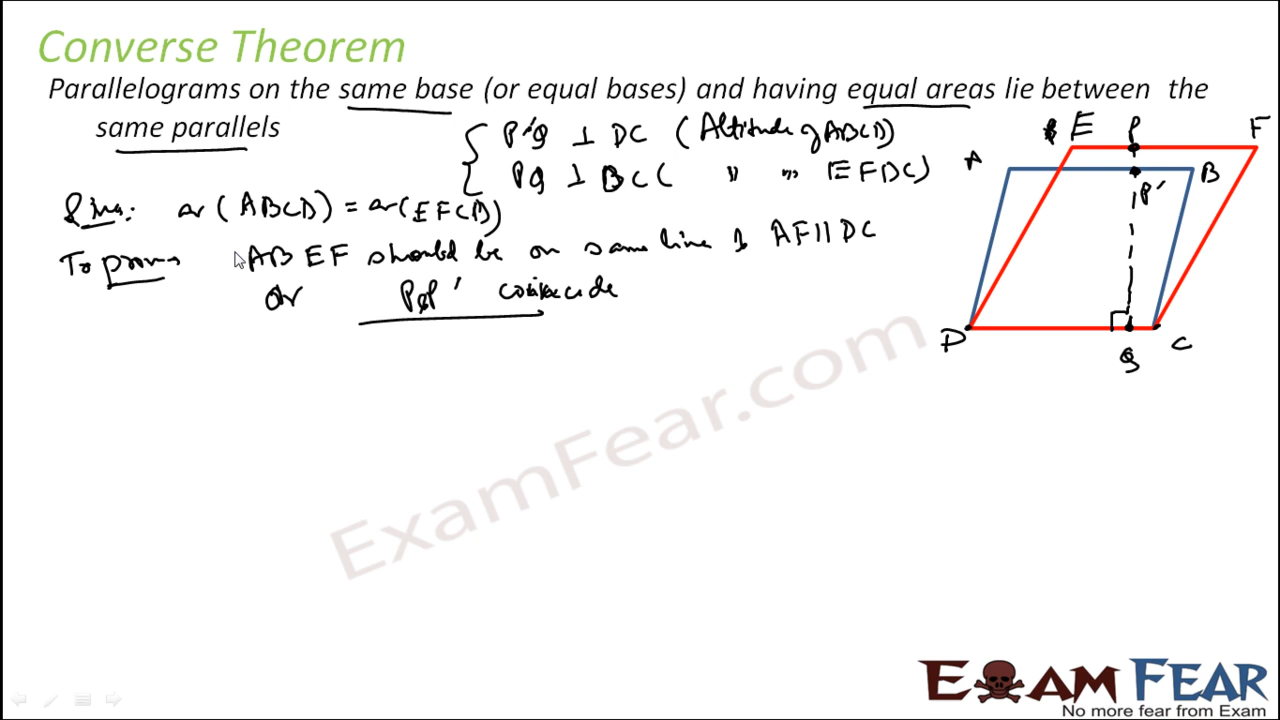 Converse Theorem
Parallelograms on the same base (or equal bases) and having equal areas lie between the
same parallels
P'Q ⊥ DC (Altitude of ABCD)
PQ ⊥ DC ( " " EFDC)
ar (ABCD) = ar(EFCD)
To prove AB EF should be on same line & AF || DC
or P & P' coincide
E P F
A B
P'
D Q C
ExamFear.com
EXAM FEAR
No more fear from Exam